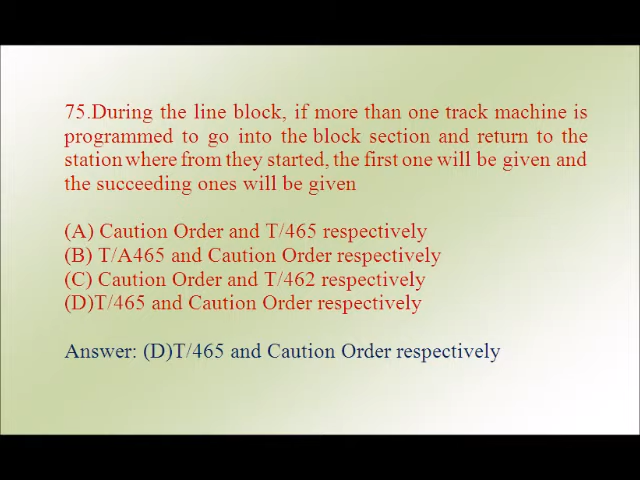 75.During the line block, if more than one track machine is
programmed to go into the block section and return to the
station where from they started, the first one will be given and
the succeeding ones will be given
(A) Caution Order and T/465 respectively
(B) T/A465 and Caution Order respectively
(C) Caution Order and T/462 respectively
(D)T/465 and Caution Order respectively
Answer: (D)T/465 and Caution Order respectively